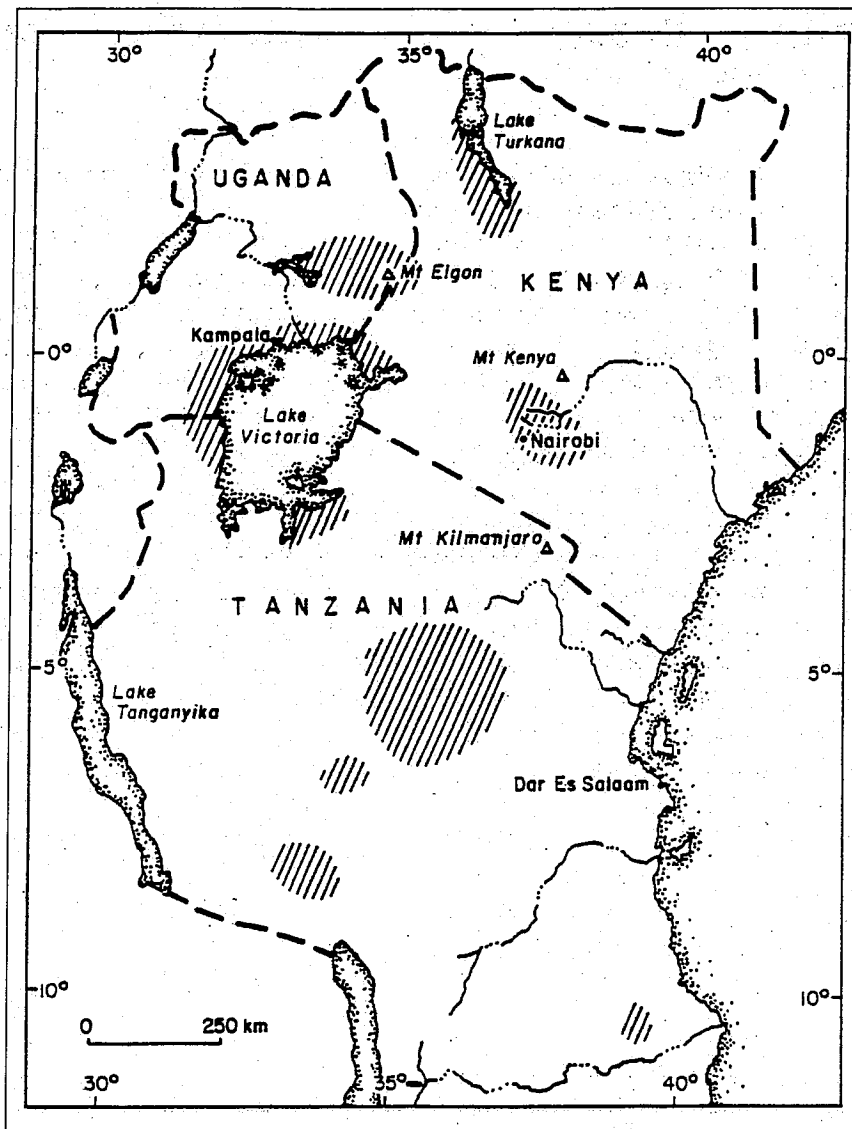 30°
35°
40°
Lake
Turkana
UGANDA
Mt Elgon
KENYA
Kampala
0°
Mt Kenya
0°
Lake
Victoria
Nairobi
Mt Kilmanjaro
TANZANIA
5°
5°
Lake
Tanganyika
Dar Es Salaam
10°
10°
0 250 km
30°
35°
40°